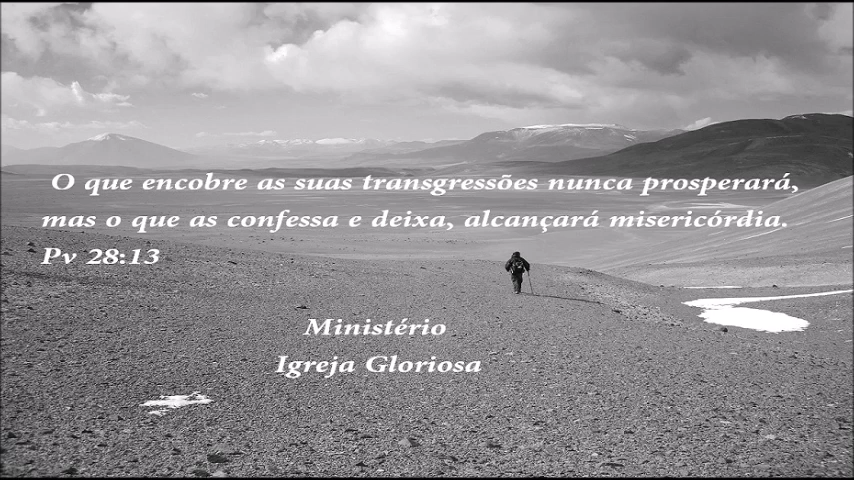 O que encobre as suas transgressões nunca prosperará,
mas o que as confessa e deixa, alcançará misericórdia.
Pv 28:13
Ministério
Igreja Gloriosa